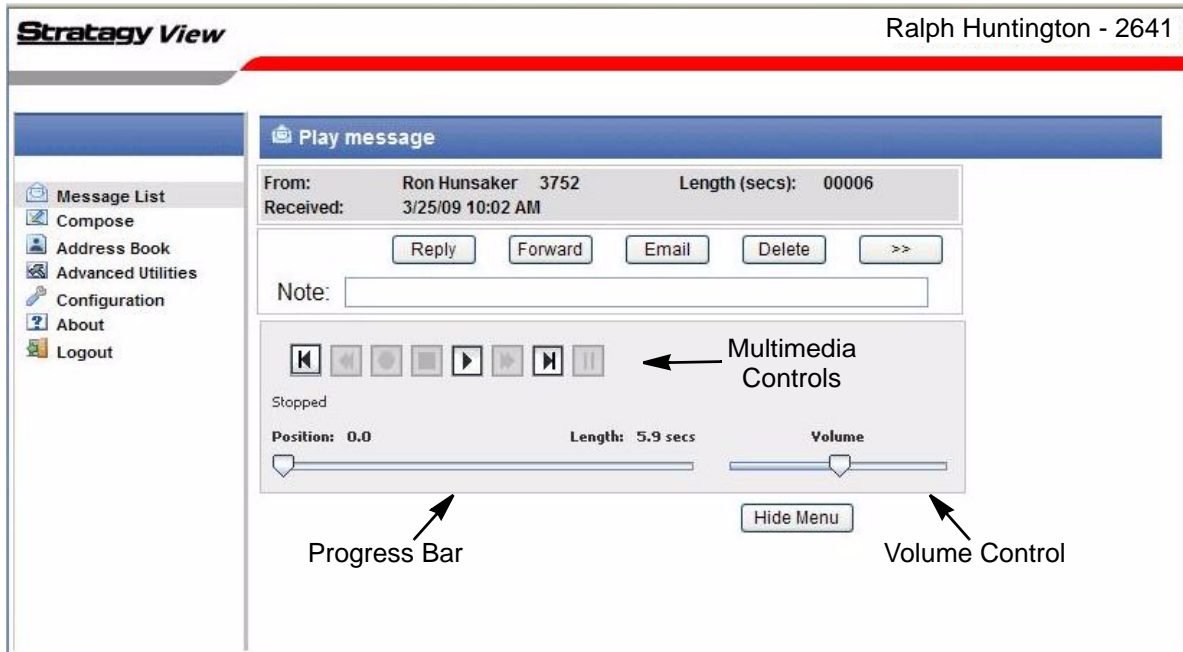 Stratagy View
Ralph Huntington - 2641
Play message
Message List
Compose
Address Book
Advanced Utilities
Configuration
About
Logout
From: Ron Hunsaker 3752 Length (secs): 00006
Received: 3/25/09 10:02 AM
Reply Forward Email Delete >>
Note:
Multimedia
Controls
Stopped
Position: 0.0 Length: 5.9 secs Volume
Hide Menu
Progress Bar
Volume Control